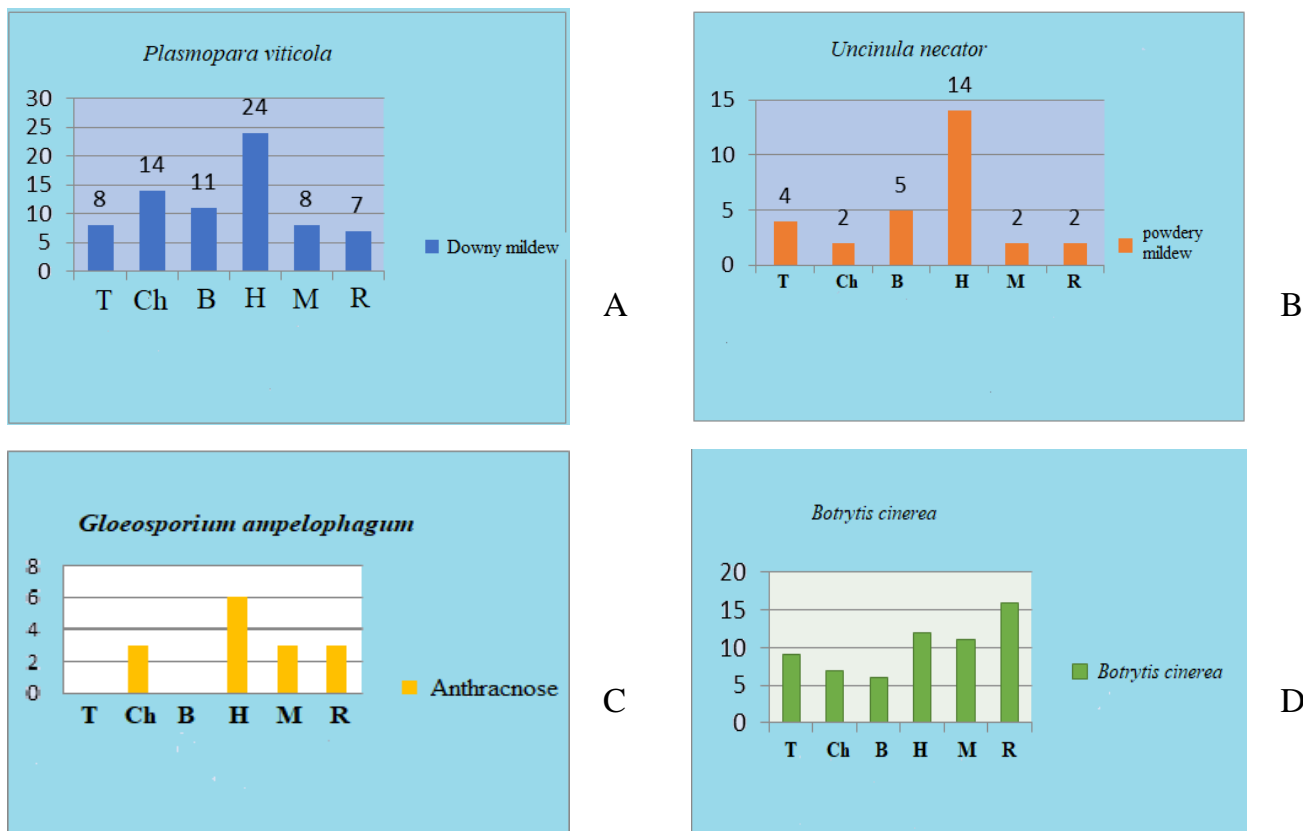 Plasmopara viticola
30
25
20
15
10
5
0
8
14
11
24
8
7
T Ch B H M R
Downy mildew
A
Uncinula necator
15
10
5
0
4
2
5
14
2
2
T Ch B H M R
powdery
mildew
B
Gloeosporium ampelophagum
8
6
4
2
0
T Ch B H M R
Anthracnose
C
Botrytis cinerea
20
15
10
5
0
T Ch B H M R
Botrytis cinerea
D